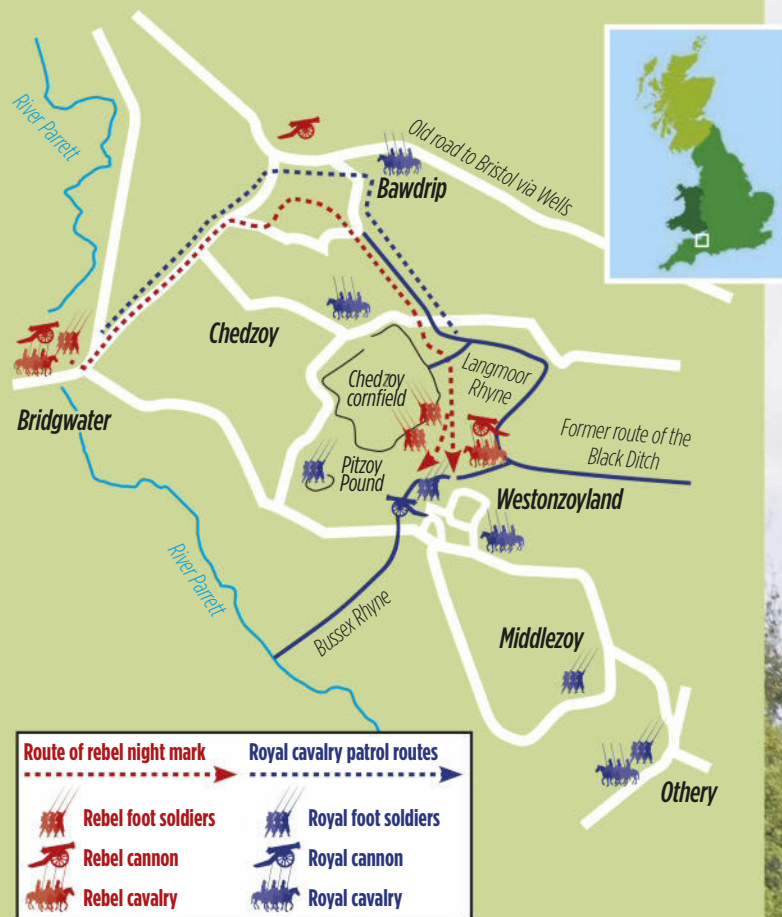 River Parrett
Old road to Bristol via Wells
Bawdrip
Chedzoy
Bridgwater
Chedzoy
cornfield
Langmoor
Rhyne
Former route of the
Black Ditch
Pitzoy
Pound
Westonzoyland
River Parrett
Bussex Rhyne
Middlezoy
Othery
Route of rebel night mark
Rebel foot soldiers
Rebel cannon
Rebel cavalry
Royal cavalry patrol routes
Royal foot soldiers
Royal cannon
Royal cavalry